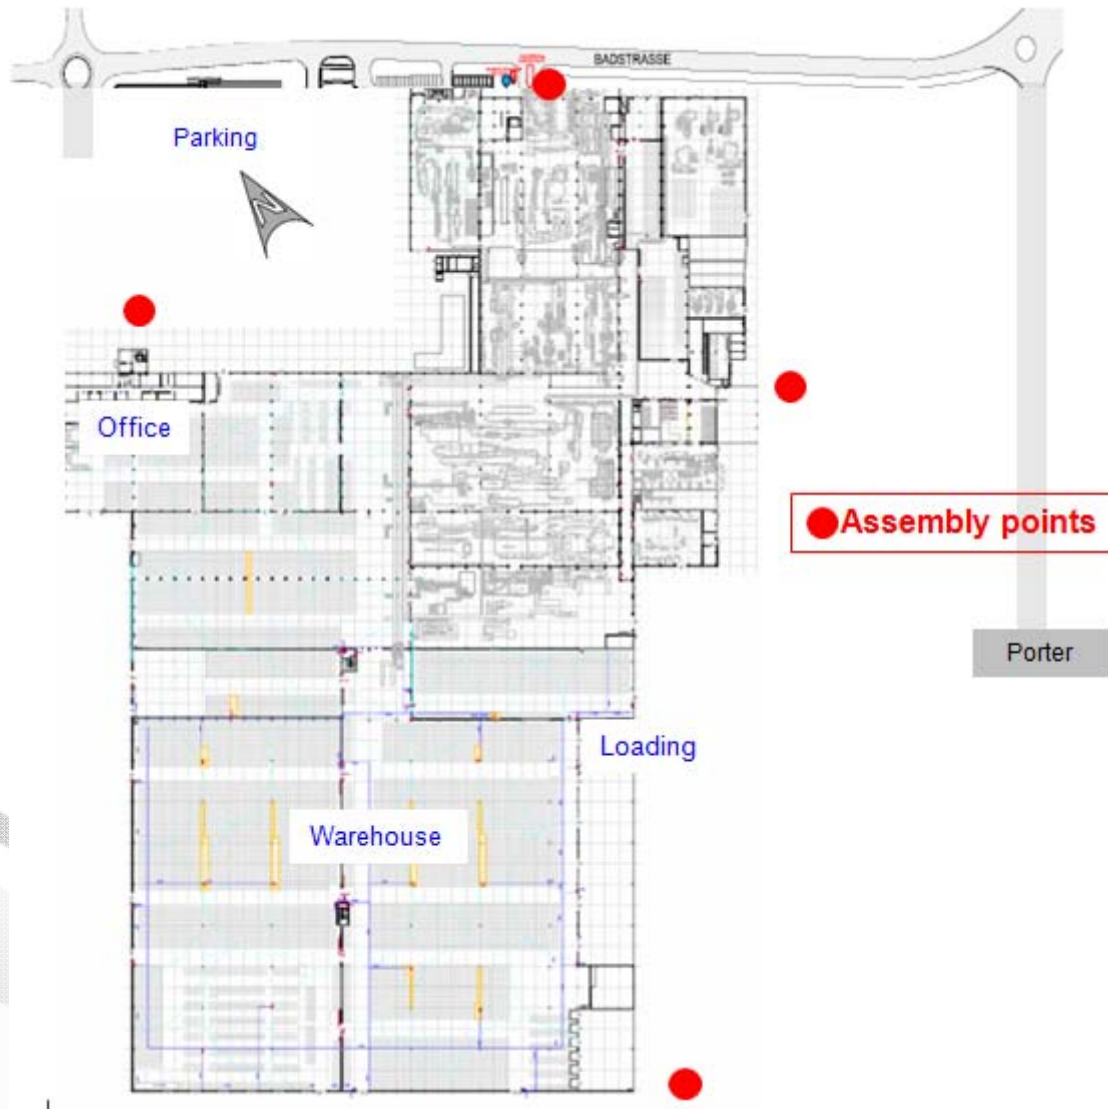 BADSTRASSE
Parking
N
Office
Assembly points
Porter
Loading
Warehouse